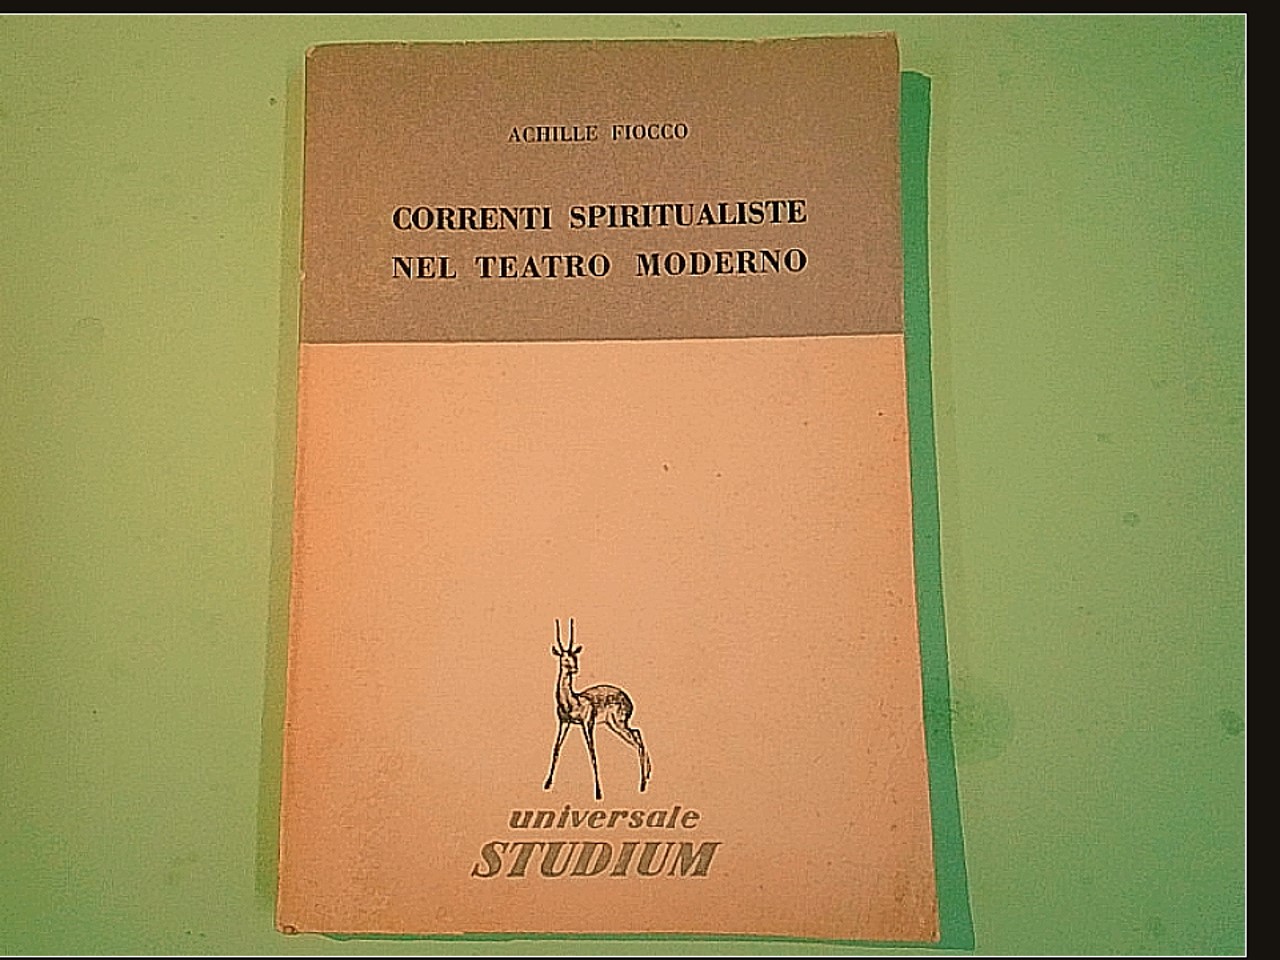 ACHILLE FIOCCO
CORRENTI SPIRITUALISTE
NEL TEATRO MODERNO
universale
STUDIUM